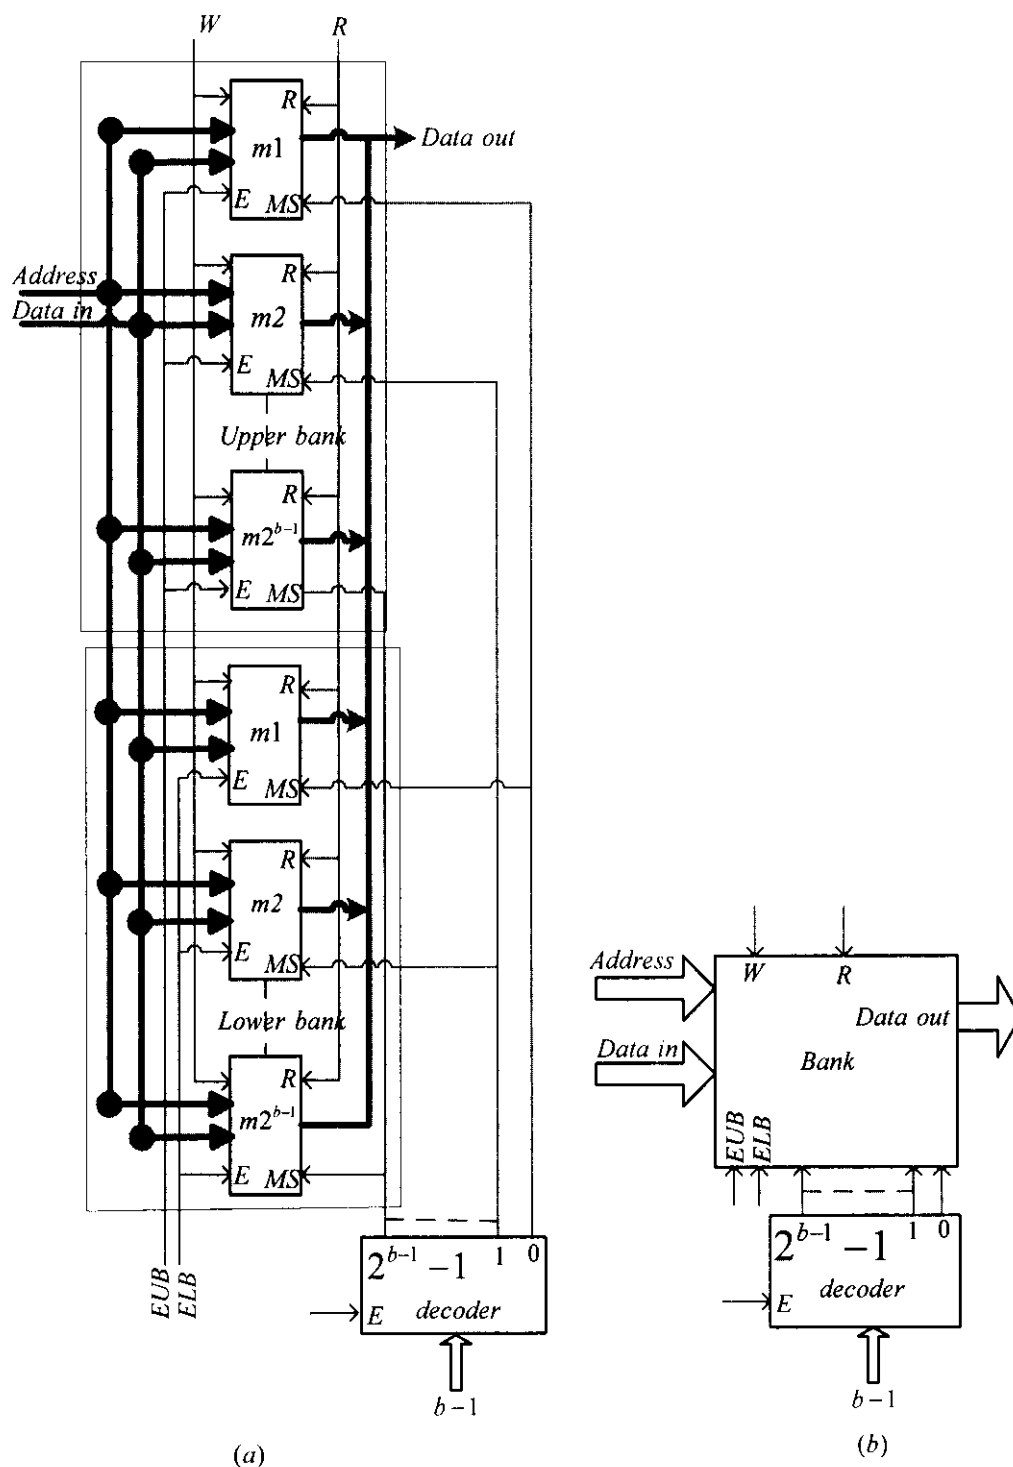 W R
R
m1
Data out
E
MS
R
Address
m2
Data in
E
MS
Upper bank
R
m2^{b-1}
E
MS
R
m1
E
MS
R
m2
E
MS
Lower bank
R
m2^{b-1}
E
MS
EUB
ELB
2^{b-1} -1 1 0
E decoder
b-1
(a)
Address
W R
Data out
Data in
Bank
EUB
ELB
2^{b-1} -1 1 0
decoder
E
b-1
(b)